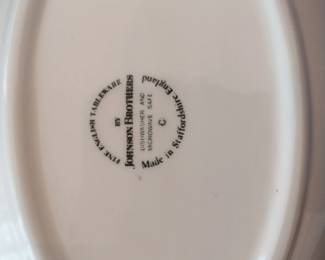 FINE ENGLISH TABLEWARE
BY
JOHNSON BROTHERS
DISHWASHER AND
MICROWAVE SAFE
©
Made in Staffordshire England